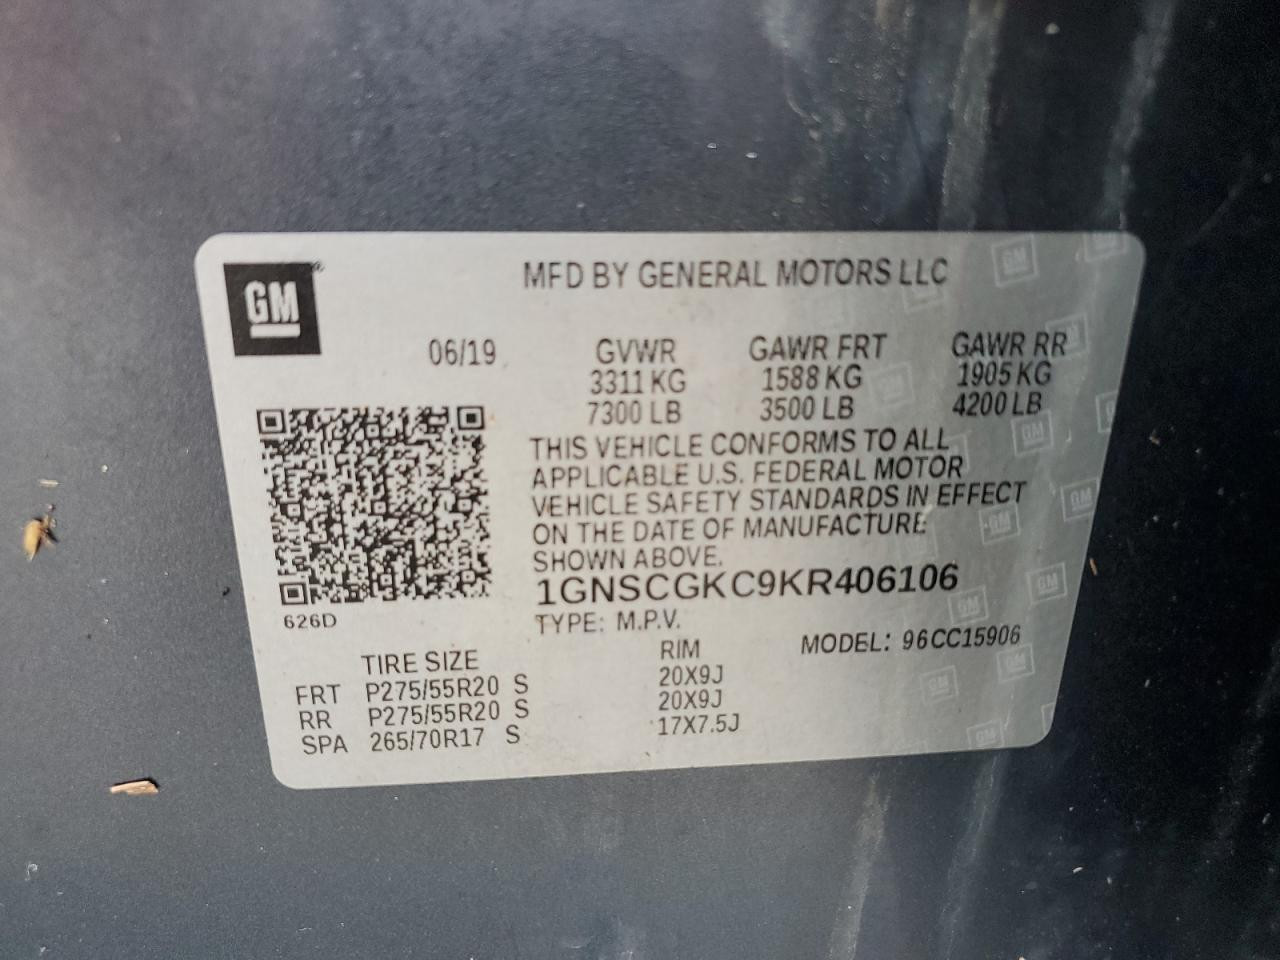 GM
MFD BY GENERAL MOTORS LLC
06/19
GVWR GAWR FRT GAWR RR
3311 KG 1588 KG 1905 KG
7300 LB 3500 LB 4200 LB
THIS VEHICLE CONFORMS TO ALL
APPLICABLE U.S. FEDERAL MOTOR
VEHICLE SAFETY STANDARDS IN EFFECT
ON THE DATE OF MANUFACTURE
SHOWN ABOVE.
1GNSCGKC9KR406106
626D
TYPE: M.P.V.
MODEL: 96CC15906
TIRE SIZE RIM
FRT P275/55R20 S 20X9J
RR P275/55R20 S 20X9J
SPA 265/70R17 S 17X7.5J